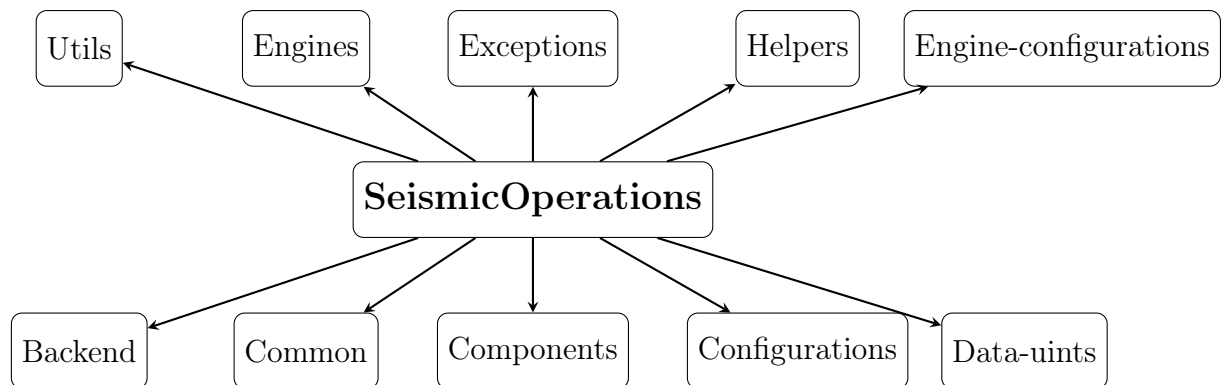 Utils
Engines
Exceptions
Helpers
Engine-configurations
SeismicOperations
Backend
Common
Components
Configurations
Data-uints